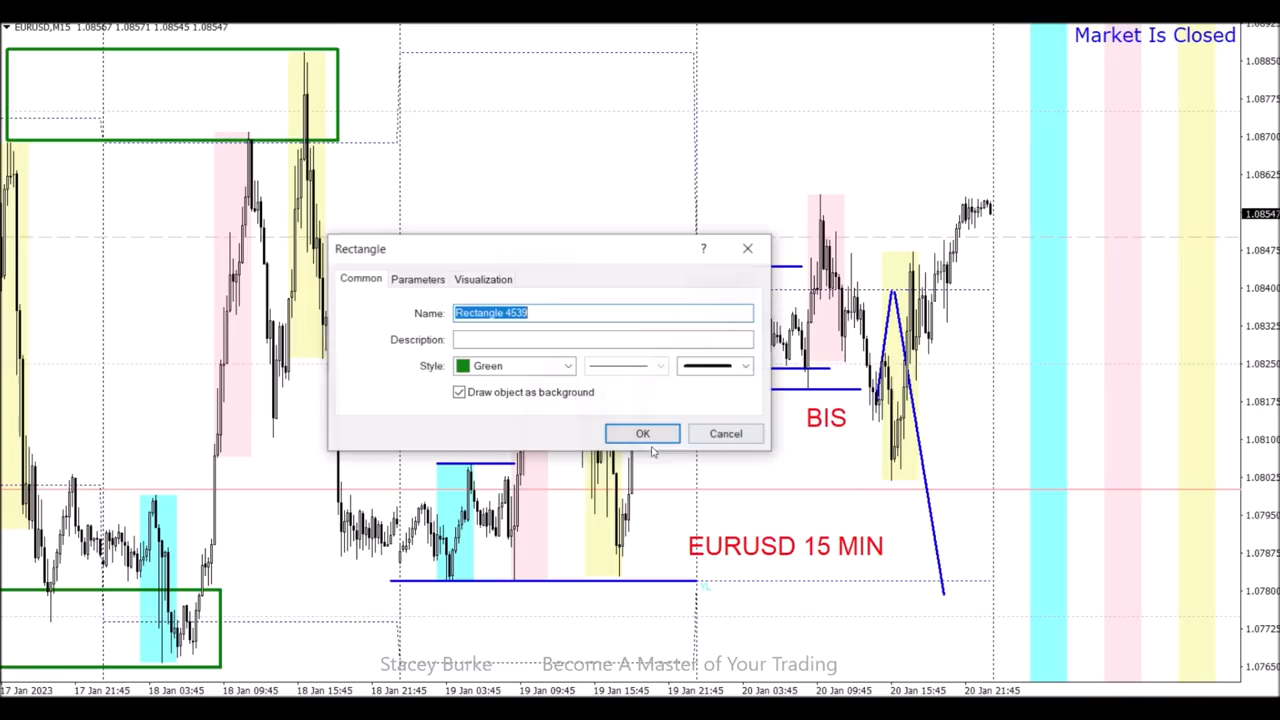 EURUSD,M15 1.08567 1.08571 1.08545 1.08547
Market Is Closed
1.08925
1.08850
1.08775
1.08700
1.08625
1.08547
1.08475
1.08400
1.08325
1.08250
1.08175
1.08100
1.08025
1.07950
1.07875
1.07800
1.07725
1.07650
Rectangle
?
Common Parameters Visualization
Name: Rectangle 4539
Description:
Style: Green
Draw object as background
OK Cancel
BIS
EURUSD 15 MIN
YL
Stacey Burke Become A Master of Your Trading
17 Jan 2023 17 Jan 21:45 18 Jan 03:45 18 Jan 09:45 18 Jan 15:45 18 Jan 21:45 19 Jan 03:45 19 Jan 09:45 19 Jan 15:45 19 Jan 21:45 20 Jan 03:45 20 Jan 09:45 20 Jan 15:45 20 Jan 21:45